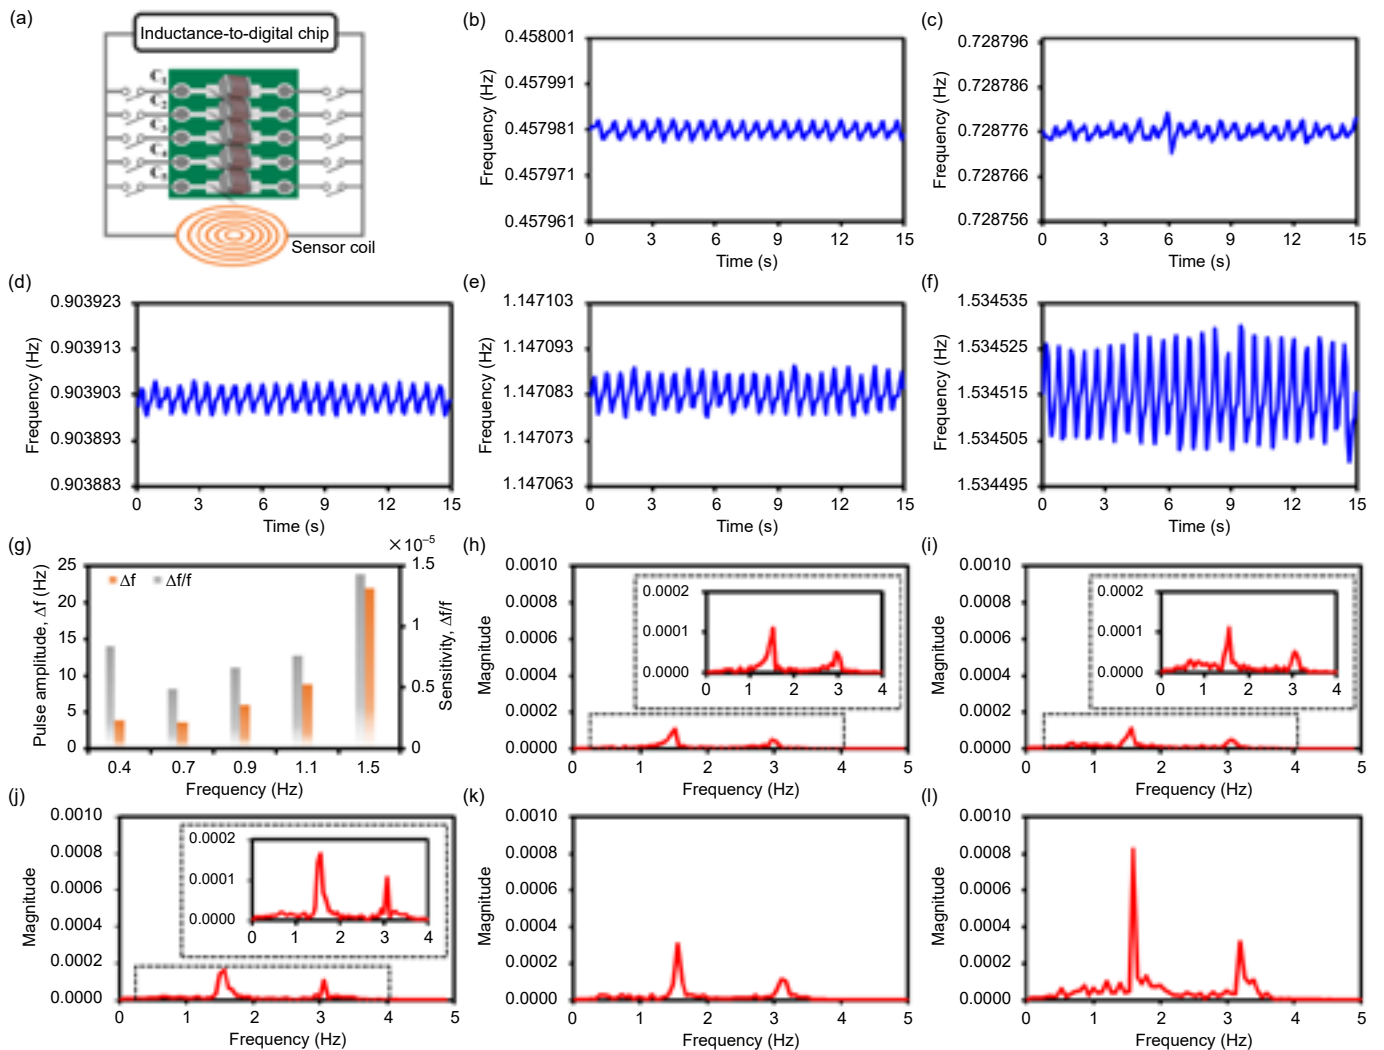 (a)
Inductance-to-digital chip
C1
C2
C3
C4
C5
Sensor coil
(b)
0.458001
0.457991
0.457981
0.457971
0.457961
Frequency (Hz)
0 3 6 9 12 15
Time (s)
(c)
0.728796
0.728786
0.728776
0.728766
0.728756
Frequency (Hz)
0 3 6 9 12 15
Time (s)
(d)
0.903923
0.903913
0.903903
0.903893
0.903883
Frequency (Hz)
0 3 6 9 12 15
Time (s)
(e)
1.147103
1.147093
1.147083
1.147073
1.147063
Frequency (Hz)
0 3 6 9 12 15
Time (s)
(f)
1.534535
1.534525
1.534515
1.534505
1.534495
Frequency (Hz)
0 3 6 9 12 15
Time (s)
(g)
×10⁻⁵
25
20
15
10
5
0
Pulse amplitude, Δf (Hz)
Δf Δf/f
1.5
1
0.5
0
Sensitivity, Δf/f
0.4 0.7 0.9 1.1 1.5
Frequency (Hz)
(h)
0.0010
0.0008
0.0006
0.0004
0.0002
0.0000
Magnitude
0.0002
0.0001
0.0000
0 1 2 3 4
0 1 2 3 4 5
Frequency (Hz)
(i)
0.0010
0.0008
0.0006
0.0004
0.0002
0.0000
Magnitude
0.0002
0.0001
0.0000
0 1 2 3 4
0 1 2 3 4 5
Frequency (Hz)
(j)
0.0010
0.0008
0.0006
0.0004
0.0002
0.0000
Magnitude
0.0002
0.0001
0.0000
0 1 2 3 4
0 1 2 3 4 5
Frequency (Hz)
(k)
0.0010
0.0008
0.0006
0.0004
0.0002
0.0000
Magnitude
0 1 2 3 4 5
Frequency (Hz)
(l)
0.0010
0.0008
0.0006
0.0004
0.0002
0.0000
Magnitude
0 1 2 3 4 5
Frequency (Hz)